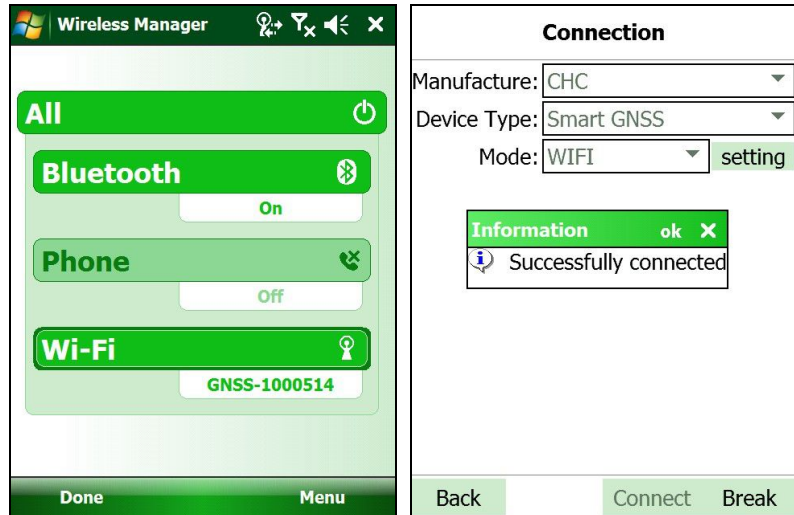 Wireless Manager
All
Bluetooth
On
Phone
Off
Wi-Fi
GNSS-1000514
Done Menu
Connection
Manufacture: CHC
Device Type: Smart GNSS
Mode: WIFI setting
Information ok
Successfully connected
Back Connect Break